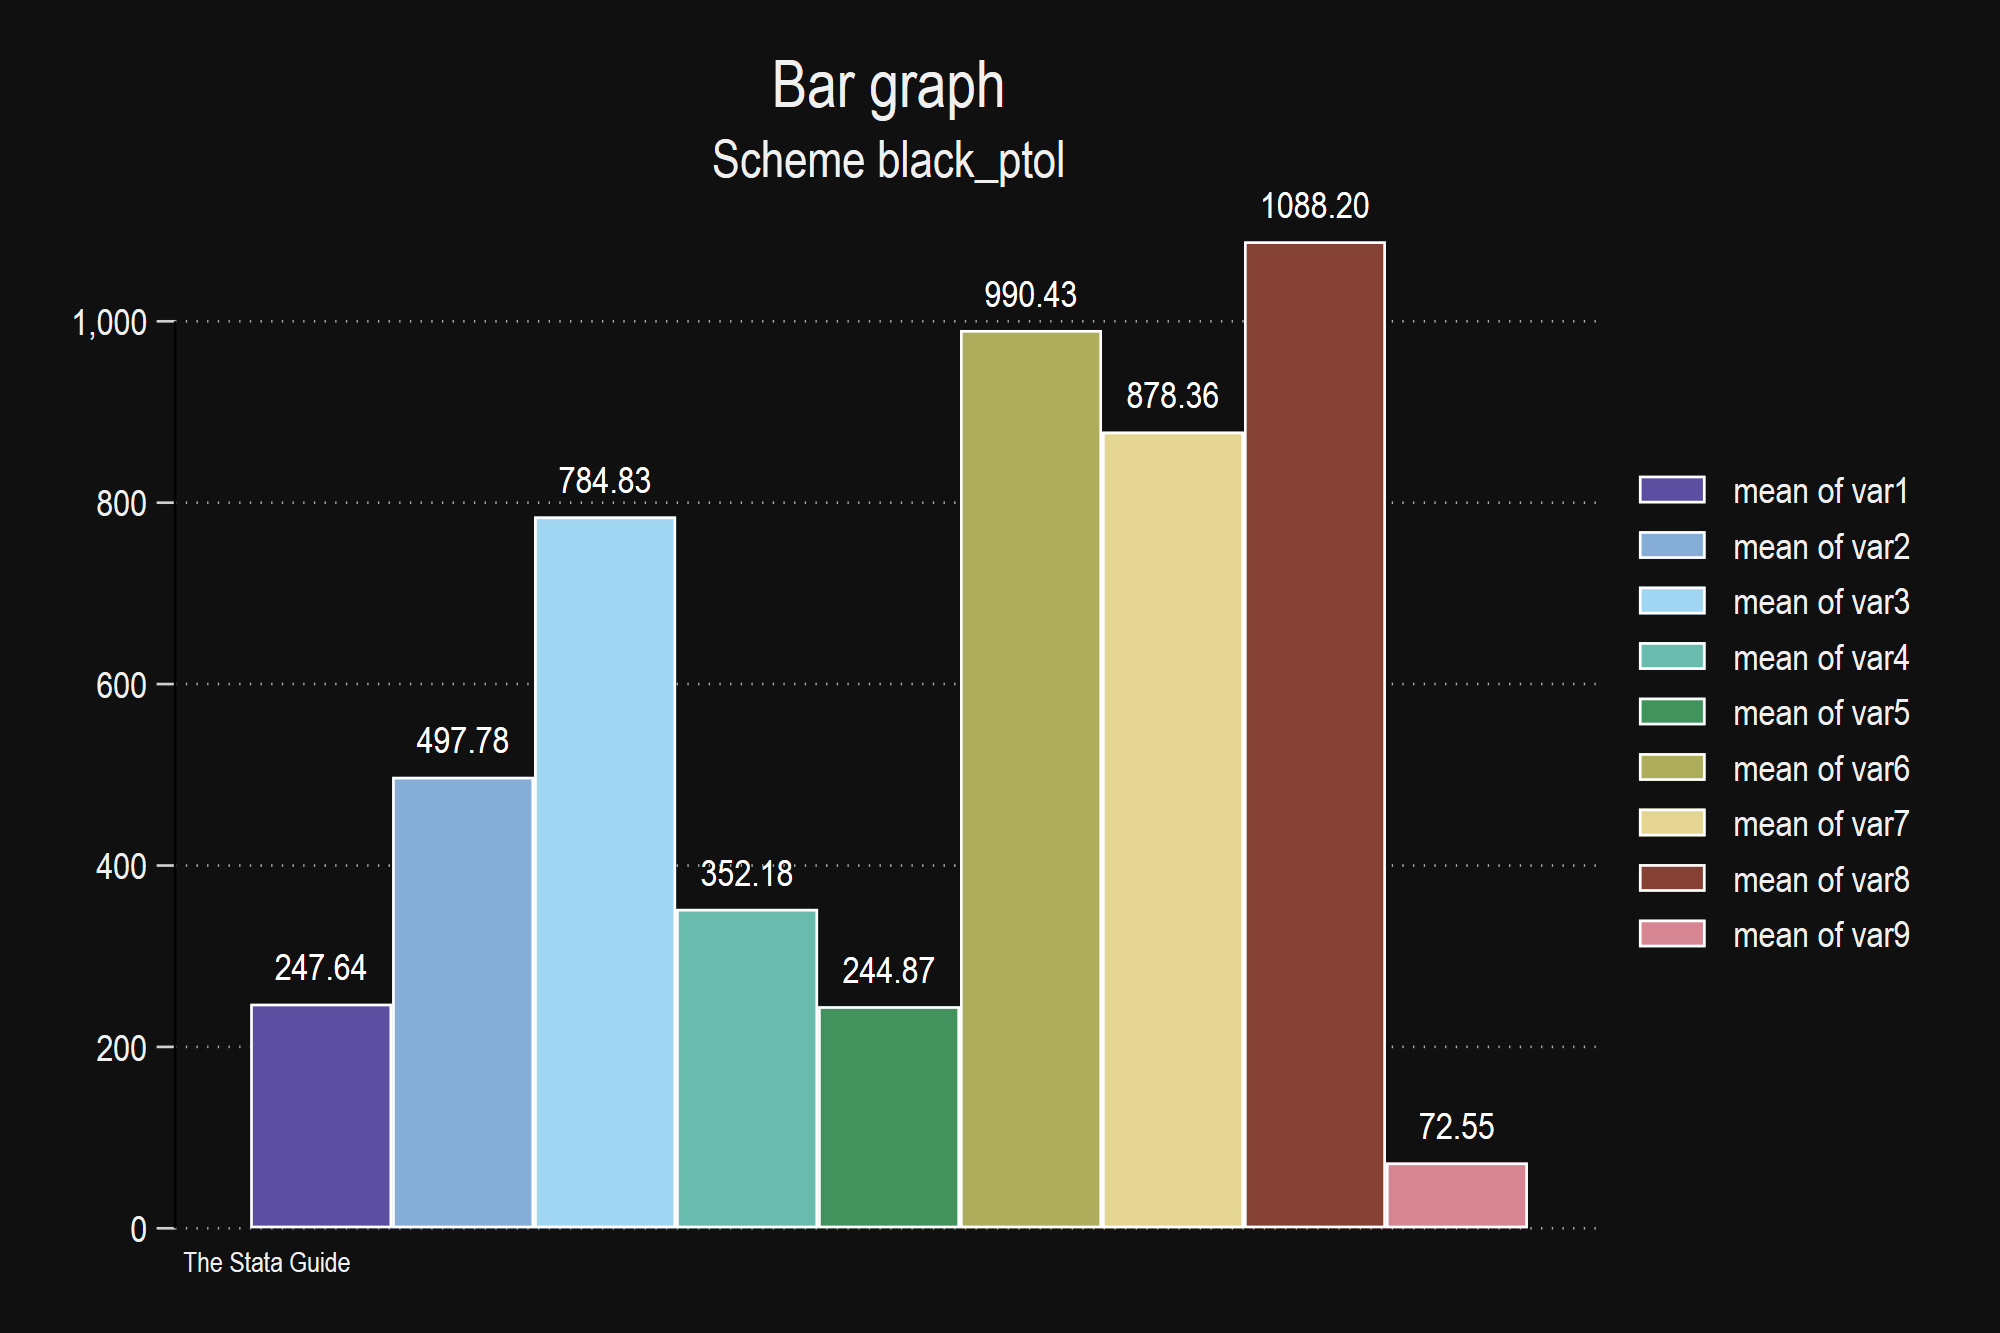 Bar graph
Scheme black_ptol
1088.20
990.43
1,000
878.36
784.83
800
mean of var1
mean of var2
mean of var3
600
mean of var4
mean of var5
497.78
mean of var6
mean of var7
400
352.18
mean of var8
mean of var9
247.64
244.87
200
72.55
0
The Stata Guide